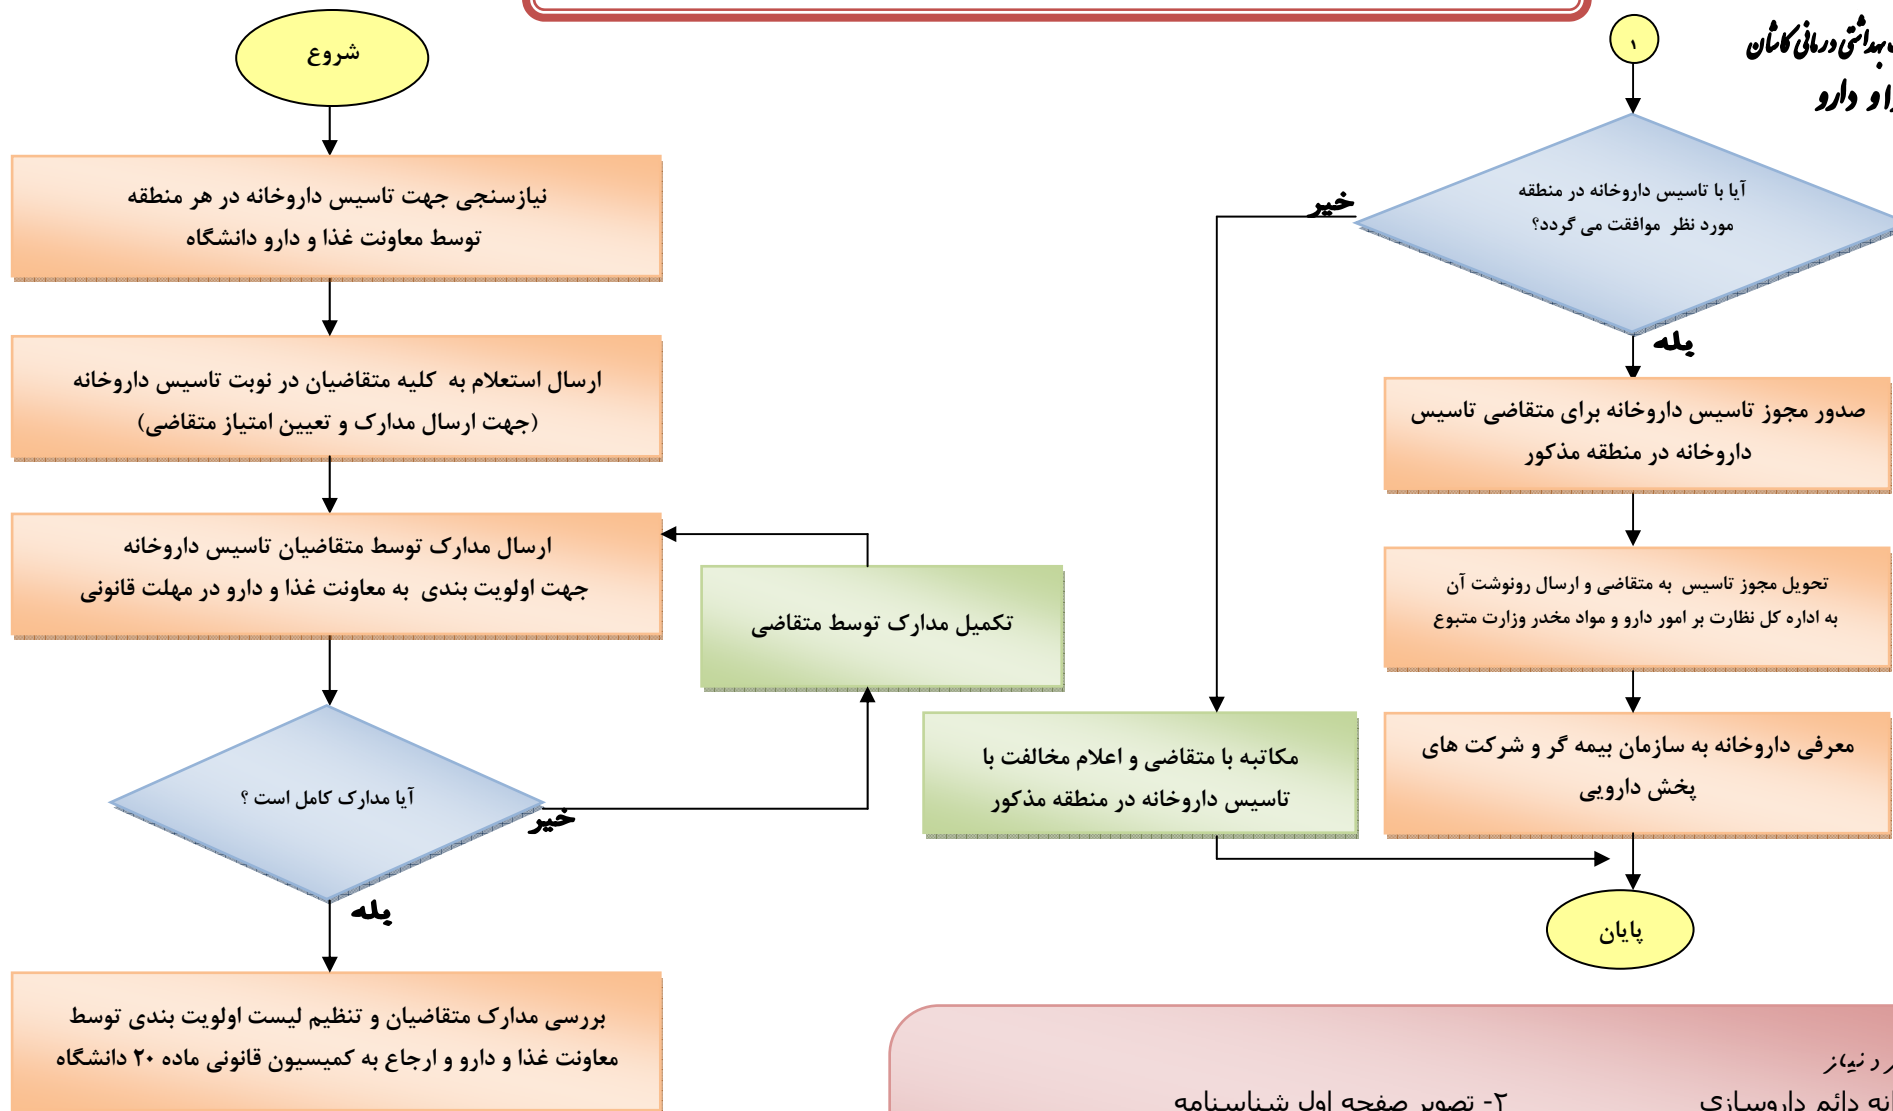 شروع
نیازسنجی جهت تاسیس داروخانه در هر منطقه
توسط معاونت غذا و دارو دانشگاه
ارسال استعلام به کلیه متقاضیان در نوبت تاسیس داروخانه
(جهت ارسال مدارک و تعیین امتیاز متقاضی)
ارسال مدارک توسط متقاضیان تاسیس داروخانه
جهت اولویت بندی به معاونت غذا و دارو در مهلت قانونی
تکمیل مدارک توسط متقاضی
آیا مدارک کامل است ؟
خیر
بله
بررسی مدارک متقاضیان و تنظیم لیست اولویت بندی توسط
معاونت غذا و دارو و ارجاع به کمیسیون قانونی ماده ۲۰ دانشگاه
بهداشتی درمانی کاشان
و دارو
۱
آیا با تاسیس داروخانه در منطقه
مورد نظر موافقت می گردد؟
خیر
بله
صدور مجوز تاسیس داروخانه برای متقاضی تاسیس
داروخانه در منطقه مذکور
تحویل مجوز تاسیس به متقاضی و ارسال رونوشت آن
به اداره کل نظارت بر امور دارو و مواد مخدر وزارت متبوع
معرفی داروخانه به سازمان بیمه گر و شرکت های
پخش دارویی
مکاتبه با متقاضی و اعلام مخالفت با
تاسیس داروخانه در منطقه مذکور
پایان
نیاز
دائم داروسازی
۲- تصویر صفحه اول شناسنامه